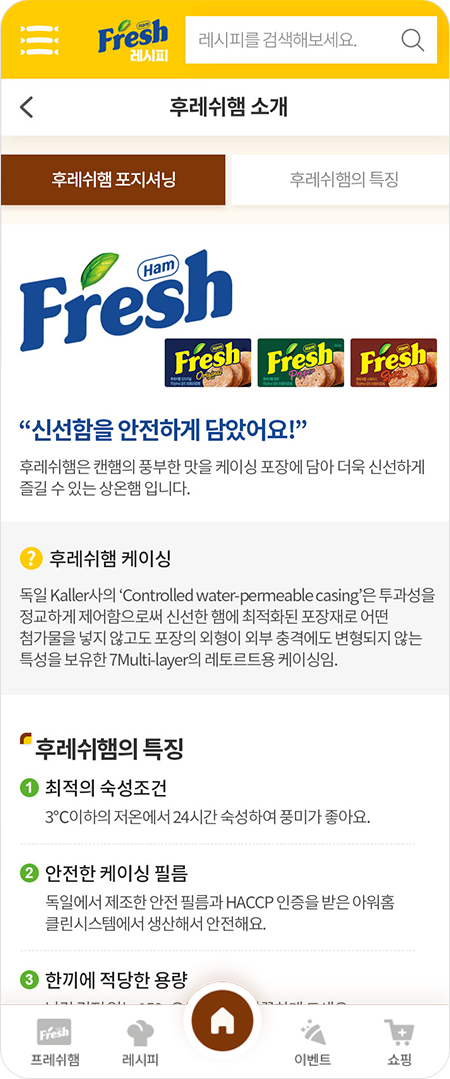 Fresh
레시피
레시피를 검색해보세요.
후레쉬햄 소개
후레쉬햄 포지셔닝
후레쉬햄의 특징
Ham
Fresh
Fresh
Original
Fresh
Pepper
Fresh
“신선함을 안전하게 담았어요!”
후레쉬햄은 캔햄의 풍부한 맛을 케이싱 포장에 담아 더욱 신선하게
즐길 수 있는 상온햄 입니다.
? 후레쉬햄 케이싱
독일 Kaller사의 ‘Controlled water-permeable casing’은 투과성을
정교하게 제어함으로써 신선한 햄에 최적화된 포장재로 어떤
첨가물을 넣지 않고도 포장의 외형이 외부 충격에도 변형되지 않는
특성을 보유한 7Multi-layer의 레토르트용 케이싱임.
후레쉬햄의 특징
1 최적의 숙성조건
3℃이하의 저온에서 24시간 숙성하여 풍미가 좋아요.
2 안전한 케이싱 필름
독일에서 제조한 안전 필름과 HACCP 인증을 받은 아워홈
클린시스템에서 생산해서 안전해요.
3 한끼에 적당한 용량
Fresh
프레쉬햄
레시피
이벤트
쇼핑